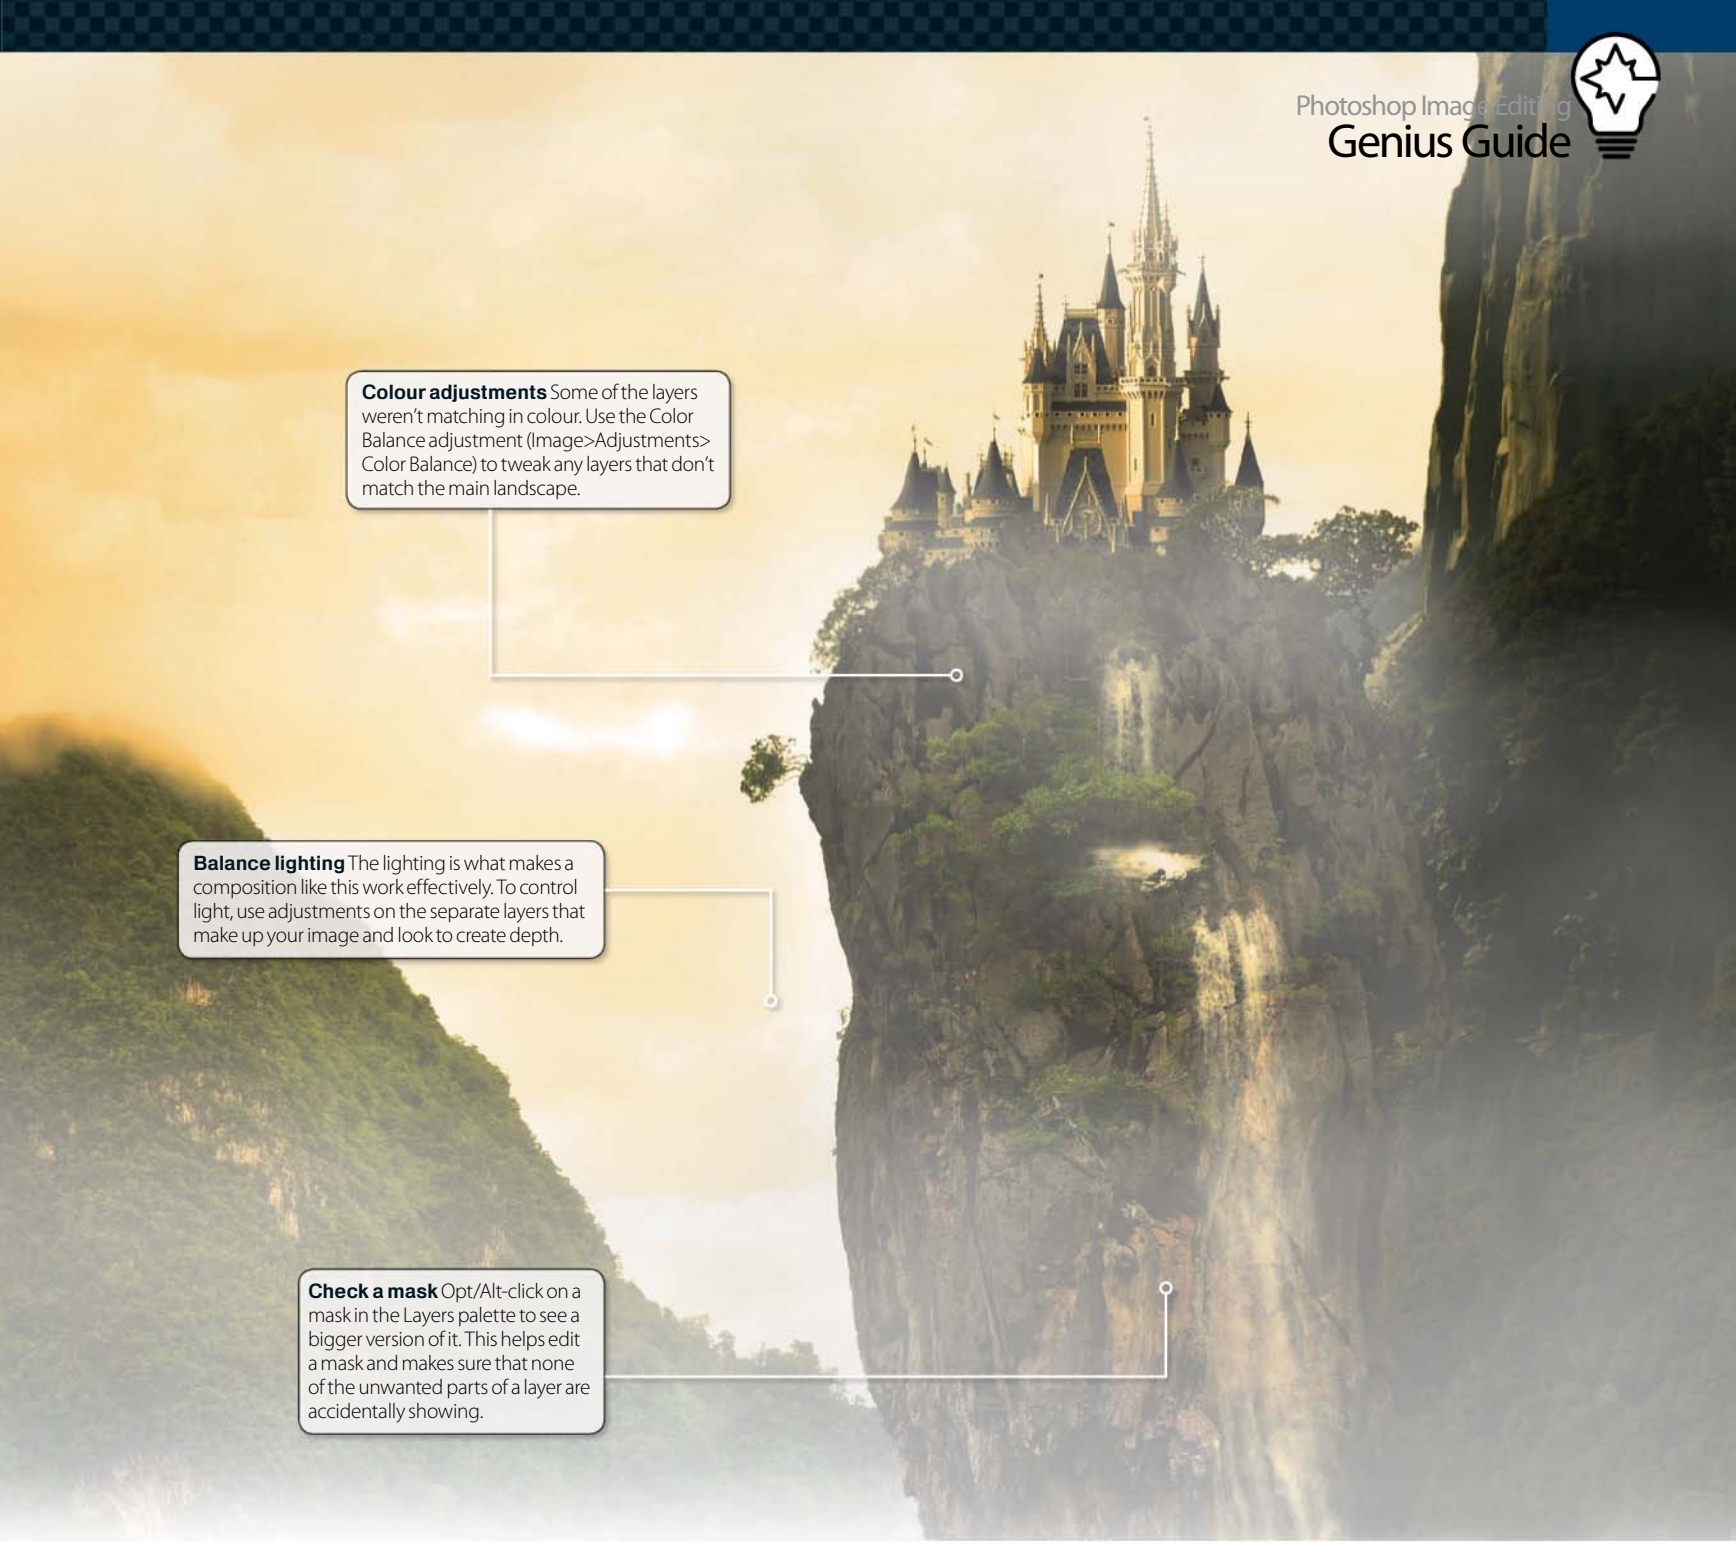 Photoshop Image Editing
Genius Guide
Colour adjustments Some of the layers
weren't matching in colour. Use the Color
Balance adjustment (Image>Adjustments>
Color Balance) to tweak any layers that don't
match the main landscape.
Balance lighting The lighting is what makes a
composition like this work effectively. To control
light, use adjustments on the separate layers that
make up your image and look to create depth.
Check a mask Opt/Alt-click on a
mask in the Layers palette to see a
bigger version of it. This helps edit
a mask and makes sure that none
of the unwanted parts of a layer are
accidentally showing.